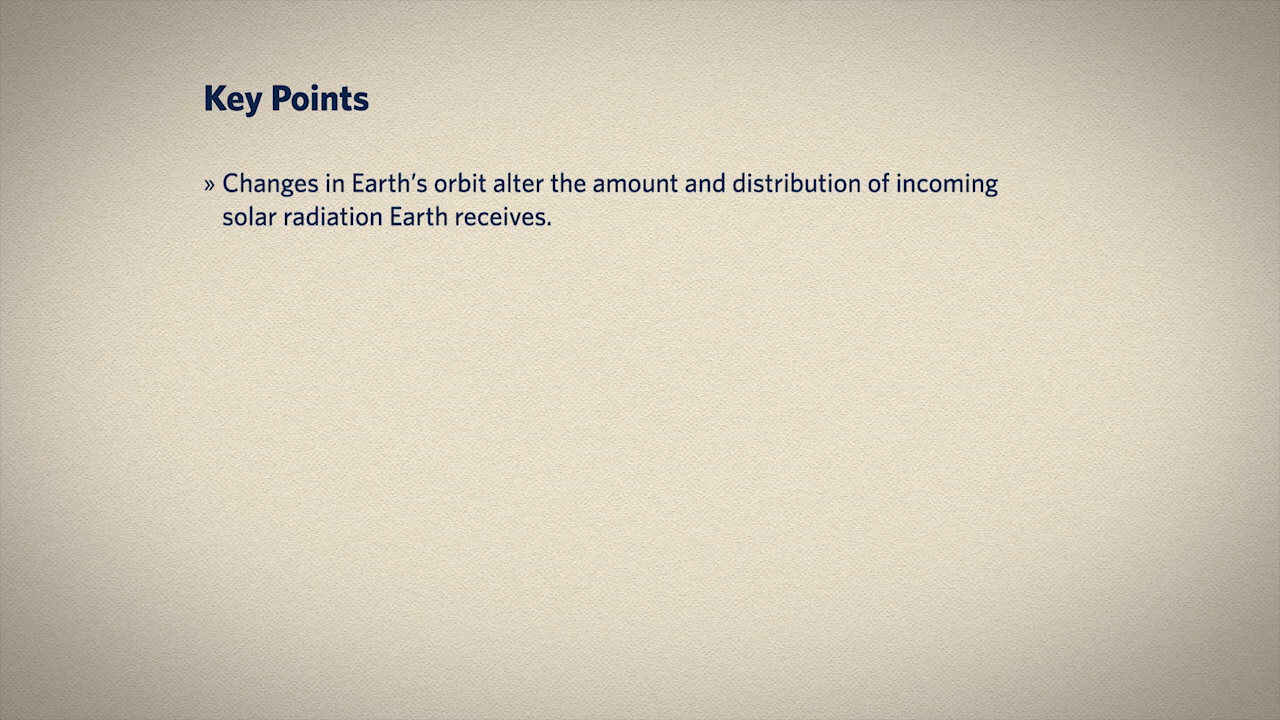 Key Points
» Changes in Earth’s orbit alter the amount and distribution of incoming
solar radiation Earth receives.